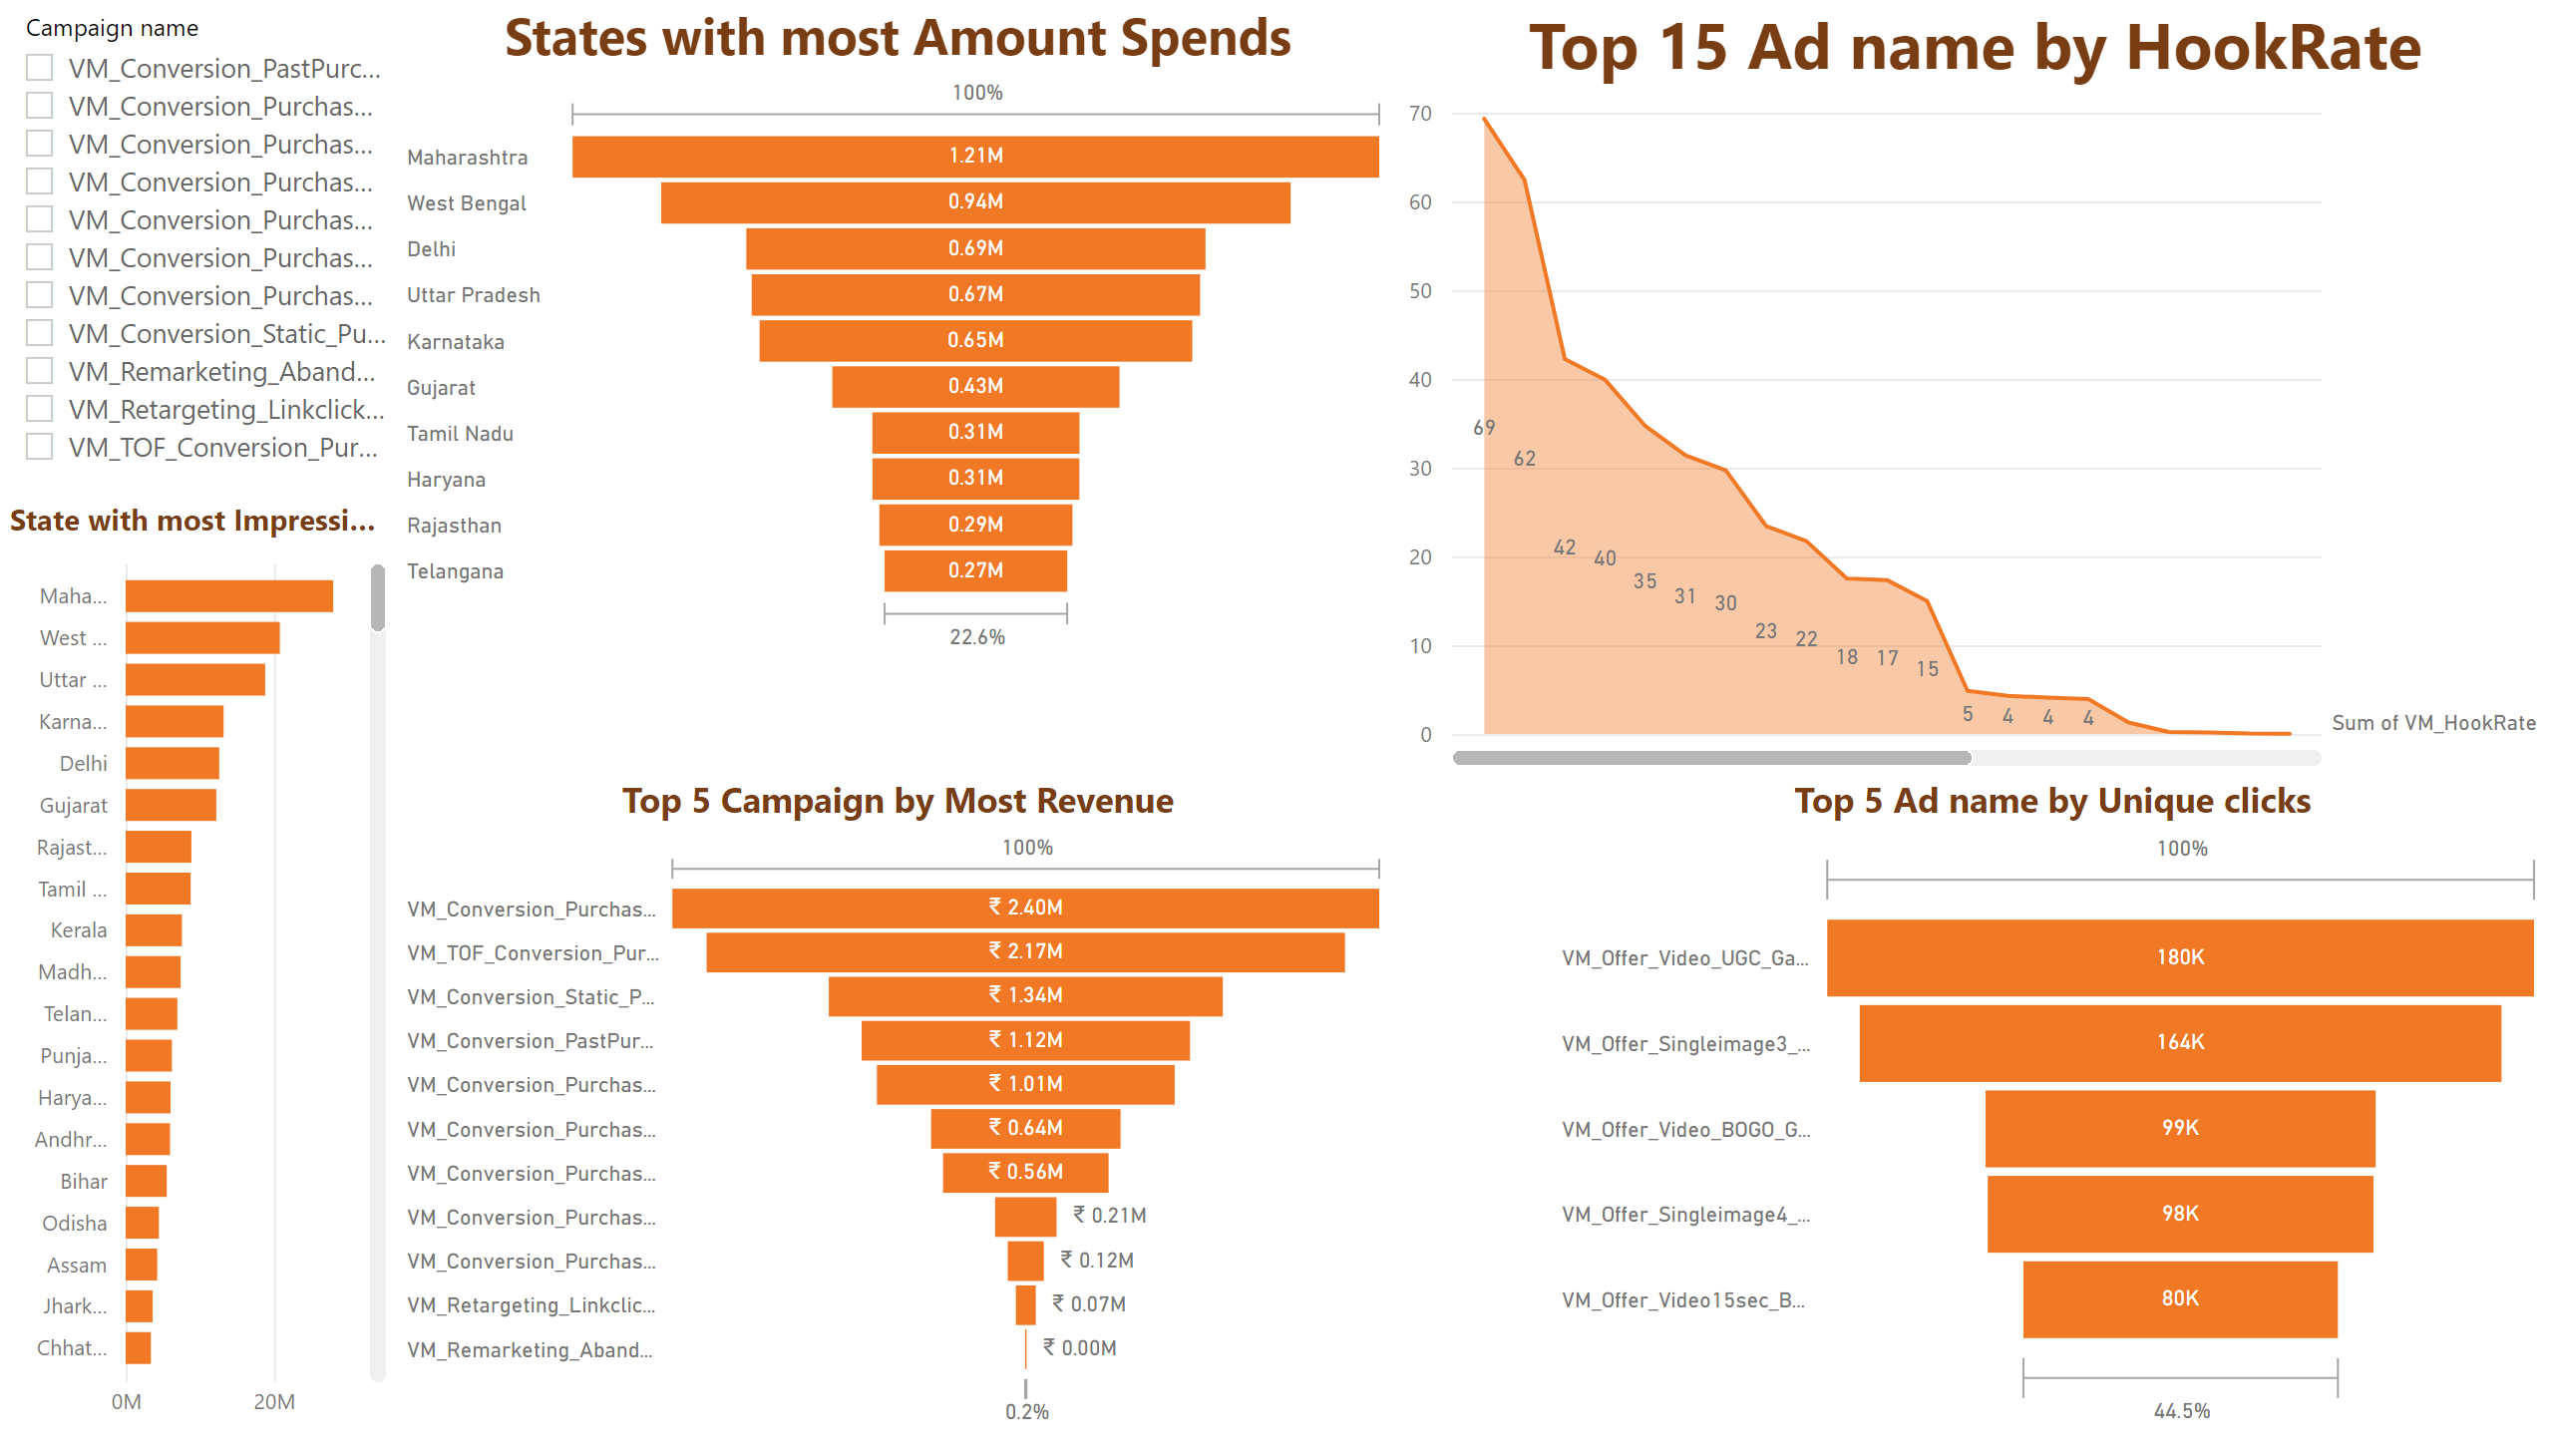 Campaign name
VM_Conversion_PastPurc...
VM_Conversion_Purchas...
VM_Conversion_Purchas...
VM_Conversion_Purchas...
VM_Conversion_Purchas...
VM_Conversion_Purchas...
VM_Conversion_Purchas...
VM_Conversion_Static_Pu...
VM_Remarketing_Aband...
VM_Retargeting_Linkclick...
VM_TOF_Conversion_Pur...
State with most Impressi...
Maha...
West ...
Uttar ...
Karna...
Delhi
Gujarat
Rajast...
Tamil ...
Kerala
Madh...
Telan...
Punja...
Harya...
Andhr...
Bihar
Odisha
Assam
Jhark...
Chhat...
0M 20M
States with most Amount Spends
100%
Maharashtra 1.21M
West Bengal 0.94M
Delhi 0.69M
Uttar Pradesh 0.67M
Karnataka 0.65M
Gujarat 0.43M
Tamil Nadu 0.31M
Haryana 0.31M
Rajasthan 0.29M
Telangana 0.27M
22.6%
Top 15 Ad name by HookRate
70
60
50
40
30
20
10
0
69 62 42 40 35 31 30 23 22 18 17 15 5 4 4 4
Sum of VM_HookRate
Top 5 Campaign by Most Revenue
100%
VM_Conversion_Purchas... ₹ 2.40M
VM_TOF_Conversion_Pur... ₹ 2.17M
VM_Conversion_Static_P... ₹ 1.34M
VM_Conversion_PastPur... ₹ 1.12M
VM_Conversion_Purchas... ₹ 1.01M
VM_Conversion_Purchas... ₹ 0.64M
VM_Conversion_Purchas... ₹ 0.56M
VM_Conversion_Purchas... ₹ 0.21M
VM_Conversion_Purchas... ₹ 0.12M
VM_Retargeting_Linkclic... ₹ 0.07M
VM_Remarketing_Aband... ₹ 0.00M
0.2%
Top 5 Ad name by Unique clicks
100%
VM_Offer_Video_UGC_Ga... 180K
VM_Offer_Singleimage3_... 164K
VM_Offer_Video_BOGO_G... 99K
VM_Offer_Singleimage4_... 98K
VM_Offer_Video15sec_B... 80K
44.5%